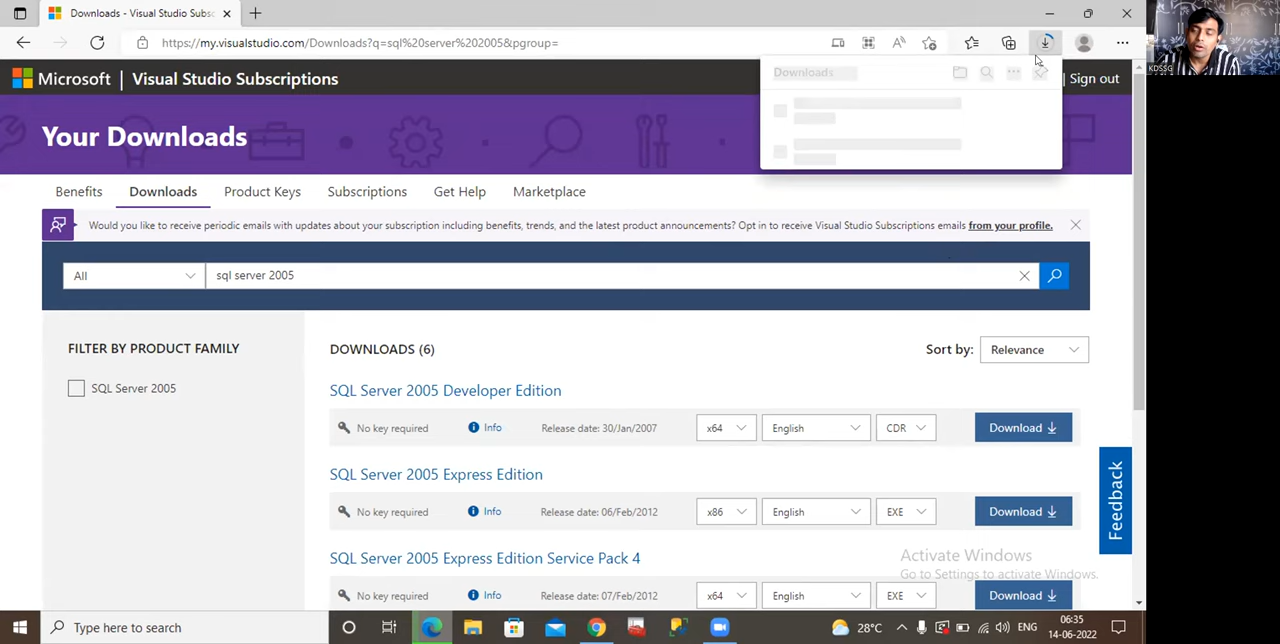 Downloads - Visual Studio Subsc
https://my.visualstudio.com/Downloads?q=sql%20server%202005&pgroup=
Microsoft | Visual Studio Subscriptions
Downloads
| Sign out
KDSSG
Your Downloads
Benefits Downloads Product Keys Subscriptions Get Help Marketplace
Would you like to receive periodic emails with updates about your subscription including benefits, trends, and the latest product announcements? Opt in to receive Visual Studio Subscriptions emails from your profile.
All sql server 2005
FILTER BY PRODUCT FAMILY
SQL Server 2005
DOWNLOADS (6) Sort by: Relevance
SQL Server 2005 Developer Edition
No key required Info Release date: 30/Jan/2007 x64 English CDR Download
SQL Server 2005 Express Edition
No key required Info Release date: 06/Feb/2012 x86 English EXE Download
SQL Server 2005 Express Edition Service Pack 4
No key required Info Release date: 07/Feb/2012 x64 English EXE Download
Feedback
Activate Windows
Go to Settings to activate Windows.
Type here to search
28°C ENG 06:35
14-06-2022